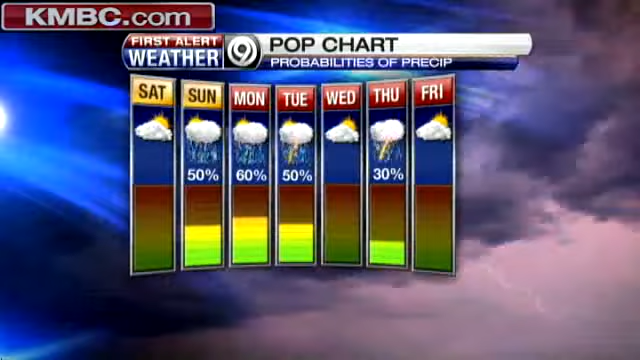 KMBC.com
FIRST ALERT
WEATHER
9
POP CHART
PROBABILITIES OF PRECIP
SAT SUN MON TUE WED THU FRI
50% 60% 50% 30%